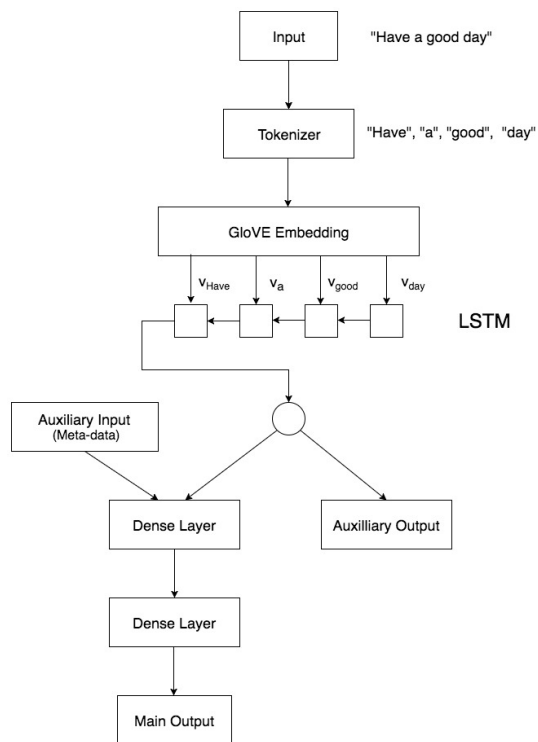 Input
"Have a good day"
Tokenizer
"Have", "a", "good", "day"
GloVE Embedding
vHave
va
vgood
vday
LSTM
Auxiliary Input
(Meta-data)
Dense Layer
Auxilliary Output
Dense Layer
Main Output